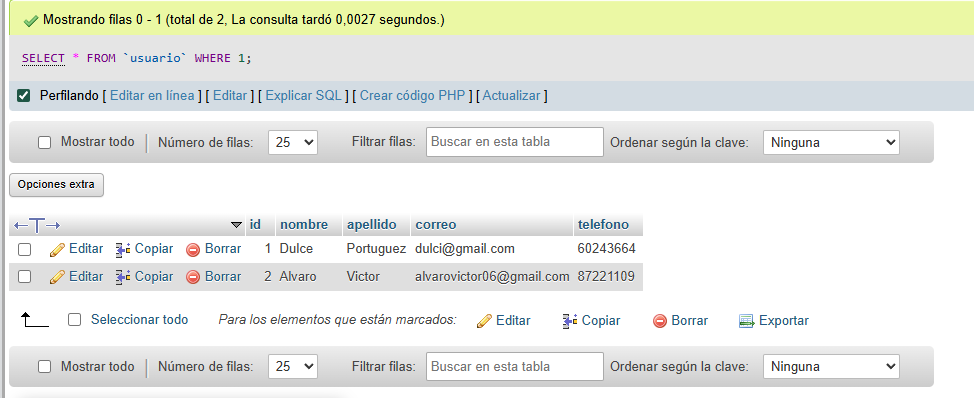 Mostrando filas 0 - 1 (total de 2, La consulta tardó 0,0027 segundos.)
SELECT * FROM `usuario` WHERE 1;
Perfilando [ Editar en línea ] [ Editar ] [ Explicar SQL ] [ Crear código PHP ] [ Actualizar ]
Mostrar todo Número de filas: 25 Filtrar filas: Buscar en esta tabla Ordenar según la clave: Ninguna
Opciones extra
←T→ id nombre apellido correo telefono
Editar Copiar Borrar 1 Dulce Portuguez dulci@gmail.com 60243664
Editar Copiar Borrar 2 Alvaro Victor alvarovictor06@gmail.com 87221109
Seleccionar todo Para los elementos que están marcados: Editar Copiar Borrar Exportar
Mostrar todo Número de filas: 25 Filtrar filas: Buscar en esta tabla Ordenar según la clave: Ninguna